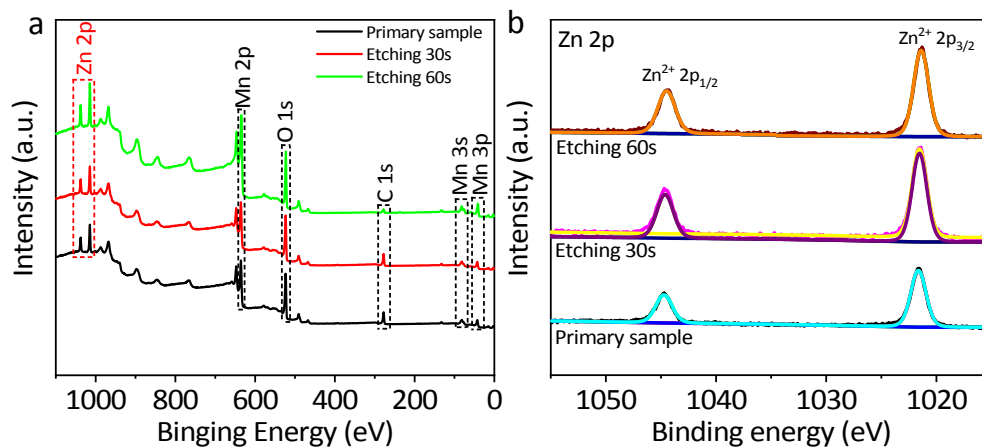 a
Primary sample
Etching 30s
Etching 60s
Zn 2p
Mn 2p
O 1s
C 1s
Mn 3s
Mn 3p
Intensity (a.u.)
1000 800 600 400 200 0
Binging Energy (eV)
b
Zn 2p
Zn²⁺ 2p₁/₂
Zn²⁺ 2p₃/₂
Etching 60s
Etching 30s
Primary sample
Intensity (a.u.)
1050 1040 1030 1020
Binding energy (eV)